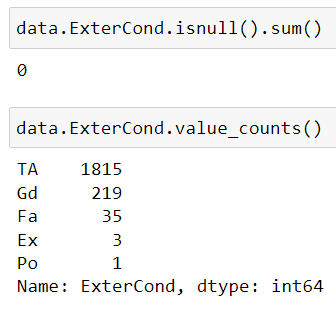 data.ExterCond.isnull().sum()
0
data.ExterCond.value_counts()
TA    1815
Gd     219
Fa      35
Ex       3
Po       1
Name: ExterCond, dtype: int64